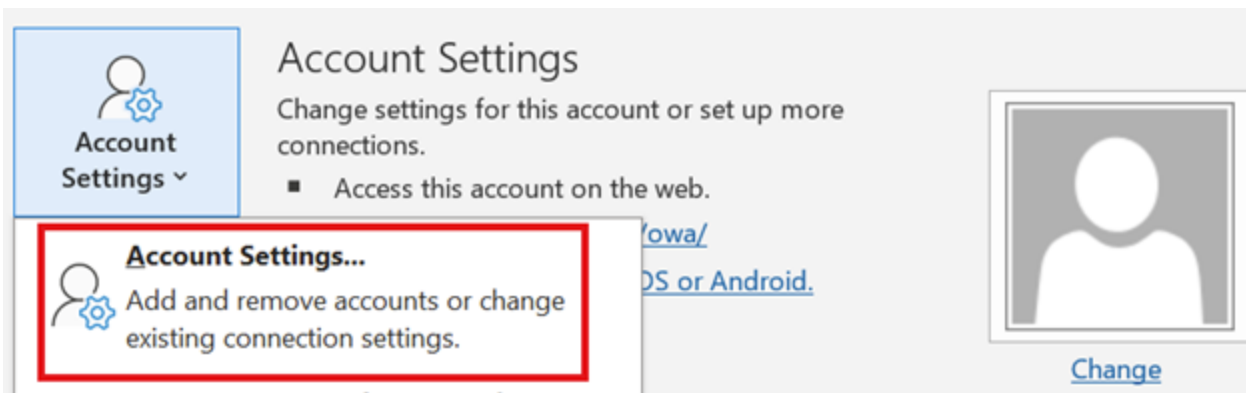 Account Settings
Change settings for this account or set up more
connections.
Account
Settings
■ Access this account on the web.
/owa/
OS or Android.
Account Settings...
Add and remove accounts or change
existing connection settings.
Change